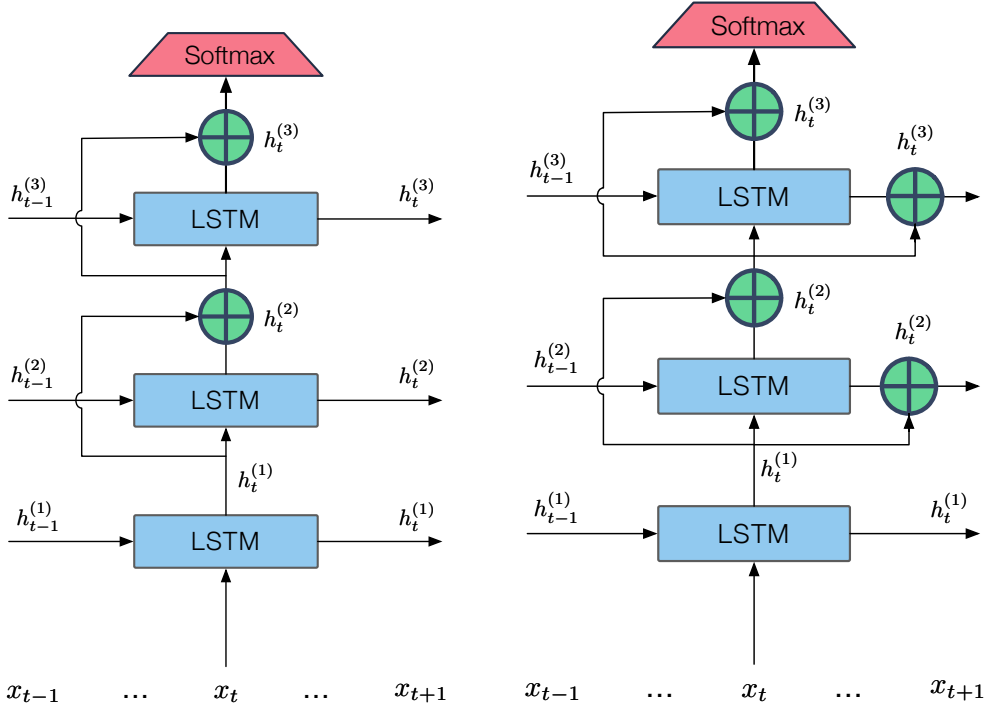 Softmax
h_t^{(3)}
h_{t-1}^{(3)}
LSTM
h_t^{(3)}
h_t^{(2)}
h_{t-1}^{(2)}
LSTM
h_t^{(2)}
h_t^{(1)}
h_{t-1}^{(1)}
LSTM
h_t^{(1)}
x_{t-1} ... x_t ... x_{t+1}
Softmax
h_t^{(3)}
h_t^{(3)}
h_{t-1}^{(3)}
LSTM
h_t^{(2)}
h_t^{(2)}
h_{t-1}^{(2)}
LSTM
h_t^{(1)}
h_{t-1}^{(1)}
LSTM
h_t^{(1)}
x_{t-1} ... x_t ... x_{t+1}